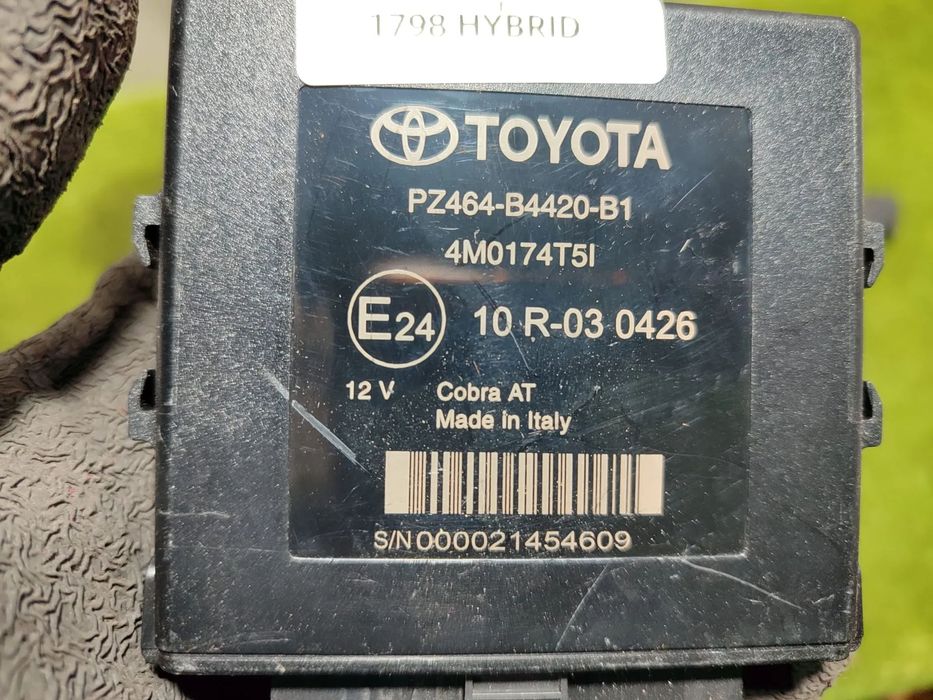 1798 HYBRID
TOYOTA
PZ464-B4420-B1
4M0174T5I
E24 10 R-03 0426
12 V Cobra AT
Made in Italy
S/N000021454609